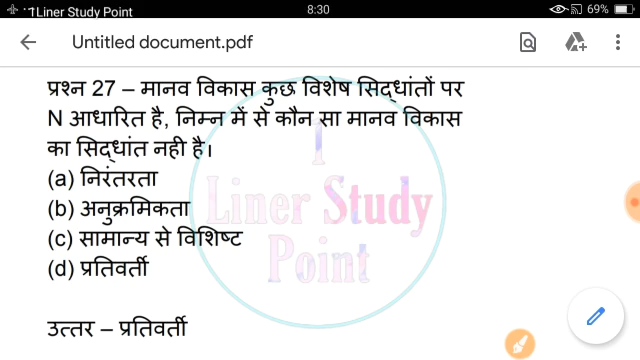 1Liner Study Point
8:30
69%
Untitled document.pdf
प्रश्न 27 – मानव विकास कुछ विशेष सिद्धांतों पर
N आधारित है, निम्न में से कौन सा मानव विकास
का सिद्धांत नही है।
(a) निरंतरता
(b) अनुक्रमिकता
(c) सामान्य से विशिष्ट
(d) प्रतिवर्ती
उत्तर – प्रतिवर्ती
1
Liner Study
Point